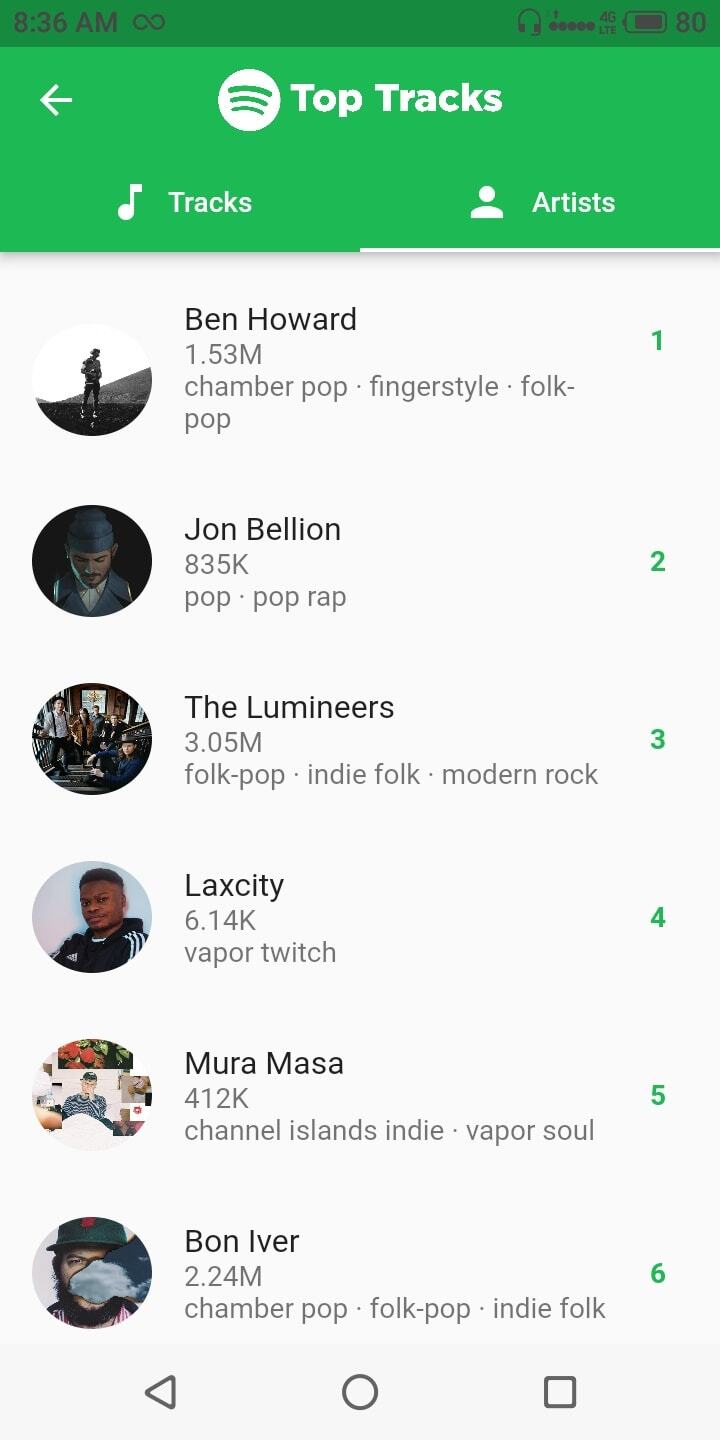 8:36 AM
4G
LTE
80
Top Tracks
Tracks
Artists
Ben Howard
1.53M
chamber pop · fingerstyle · folk-
pop
1
Jon Bellion
835K
pop · pop rap
2
The Lumineers
3.05M
folk-pop · indie folk · modern rock
3
Laxcity
6.14K
vapor twitch
4
Mura Masa
412K
channel islands indie · vapor soul
5
Bon Iver
2.24M
chamber pop · folk-pop · indie folk
6